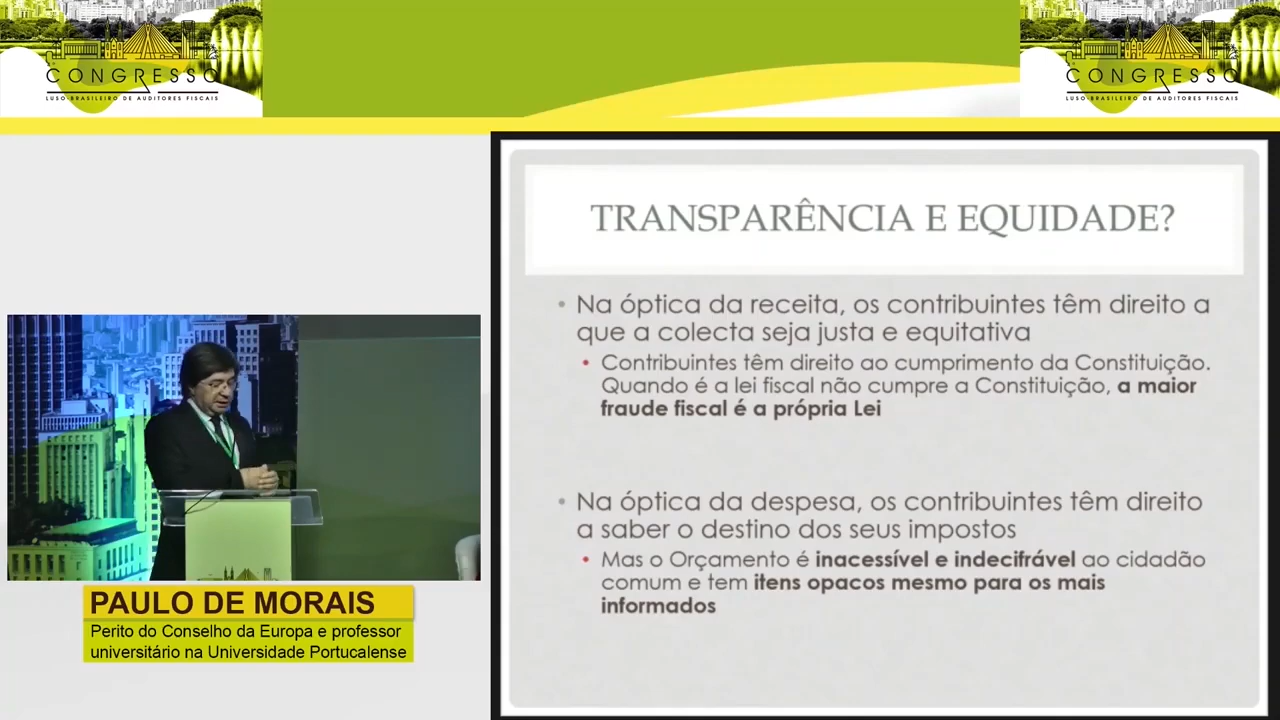 CONGRESSO
LUSO-BRASILEIRO DE AUDITORES FISCAIS
CONGRESSO
LUSO-BRASILEIRO DE AUDITORES FISCAIS
TRANSPARÊNCIA E EQUIDADE?
• Na óptica da receita, os contribuintes têm direito a
que a colecta seja justa e equitativa
• Contribuintes têm direito ao cumprimento da Constituição.
Quando é a lei fiscal não cumpre a Constituição, a maior
fraude fiscal é a própria Lei
• Na óptica da despesa, os contribuintes têm direito
a saber o destino dos seus impostos
• Mas o Orçamento é inacessível e indecifrável ao cidadão
comum e tem itens opacos mesmo para os mais
informados
PAULO DE MORAIS
Perito do Conselho da Europa e professor
universitário na Universidade Portucalense